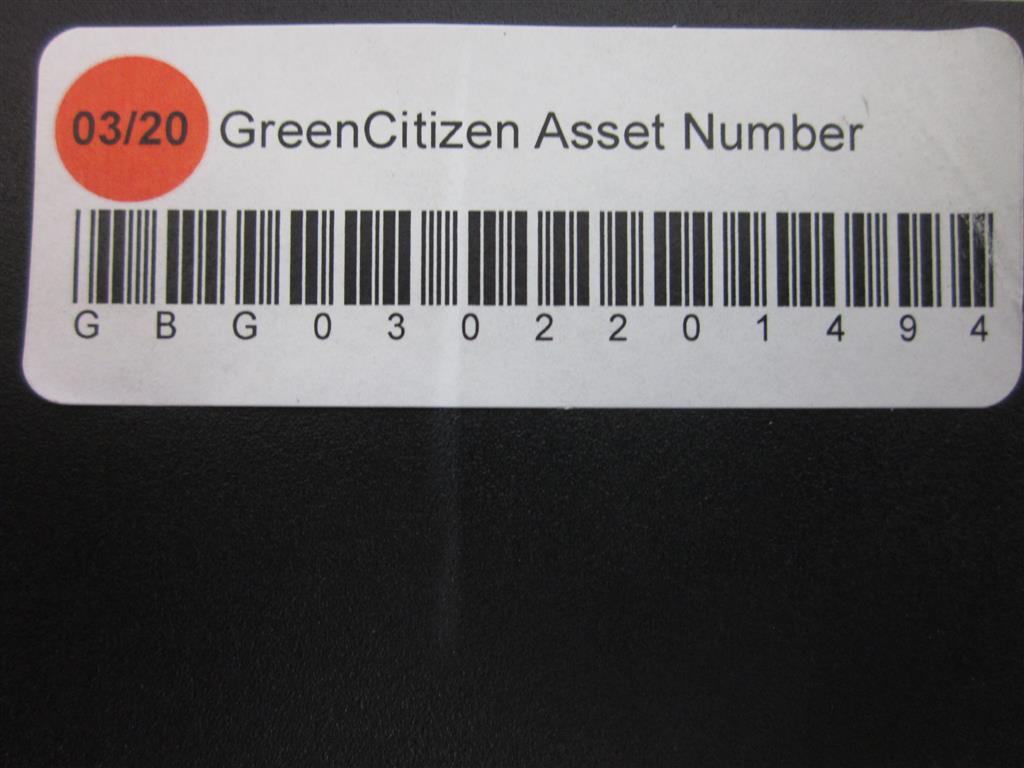 03/20 GreenCitizen Asset Number
G B G 0 3 0 2 2 0 1 4 9 4